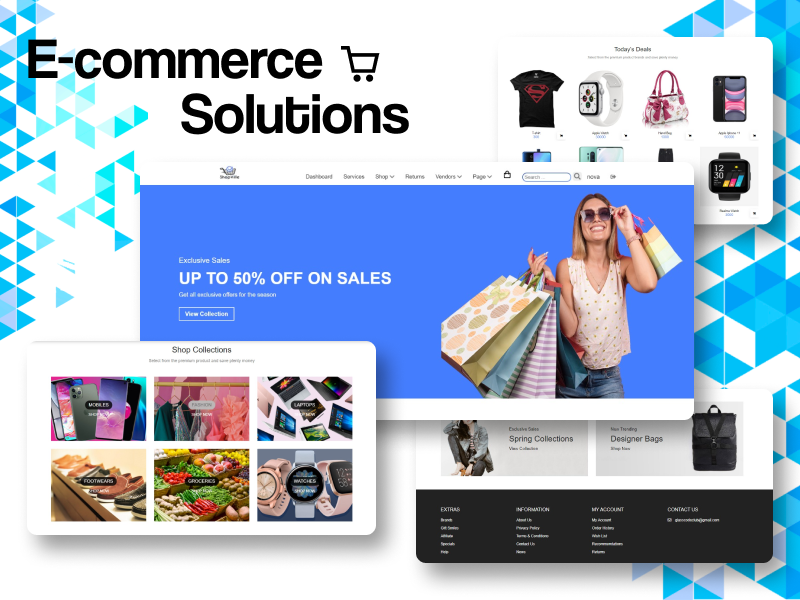 E-commerce
Solutions
Today's Deals
Select from the premium product brands and save plenty money
T-shirt
Apple Watch
Hand Bag
Apple Iphone 11
Realme Watch
Dashboard Services Shop Returns Vendors Page Search... nova
Exclusive Sales
UP TO 50% OFF ON SALES
Get all exclusive offers for the season
View Collection
Shop Collections
Select from the premium product and save plenty money
MOBILES
SHOP NOW
FASHION
SHOP NOW
LAPTOPS
SHOP NOW
FOOTWEARS
SHOP NOW
GROCERIES
SHOP NOW
WATCHES
SHOP NOW
Exclusive Sales
Spring Collections
View Collection
New Trending
Designer Bags
Shop Now
EXTRAS INFORMATION MY ACCOUNT CONTACT US
Brands About Us My Account
Gift Smiles Privacy Policy Order History
Affiliate Terms & Conditions Wish List
Specials Contact Us Recommendations
Help News Returns